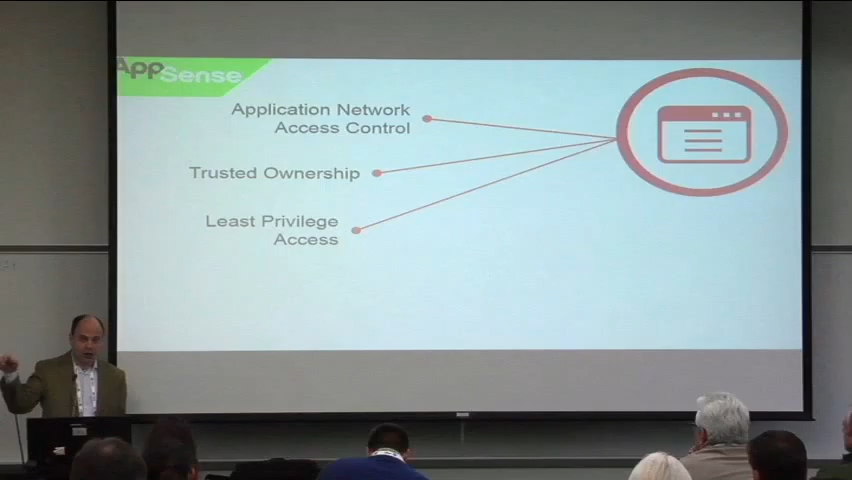 AppSense
Application Network
Access Control
Trusted Ownership
Least Privilege
Access